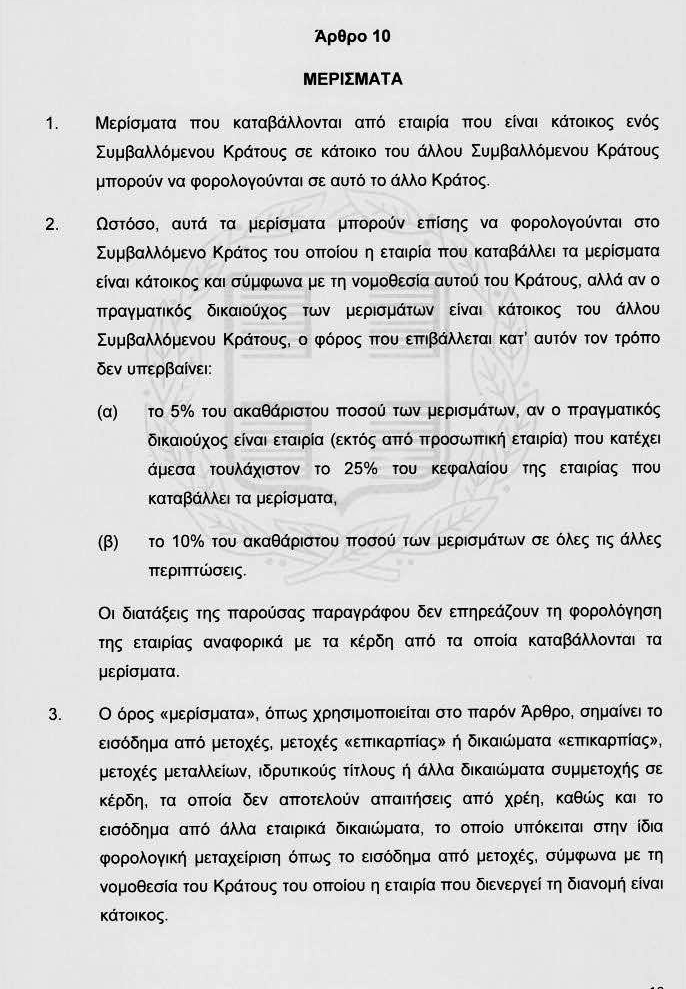 Άρθρο 10
ΜΕΡΙΣΜΑΤΑ
1. Μερίσματα που καταβάλλονται από εταιρία που είναι κάτοικος ενός
Συμβαλλόμενου Κράτους σε κάτοικο του άλλου Συμβαλλόμενου Κράτους
μπορούν να φορολογούνται σε αυτό το άλλο Κράτος.
2. Ωστόσο, αυτά τα μερίσματα μπορούν επίσης να φορολογούνται στο
Συμβαλλόμενο Κράτος του οποίου η εταιρία που καταβάλλει τα μερίσματα
είναι κάτοικος και σύμφωνα με τη νομοθεσία αυτού του Κράτους, αλλά αν ο
πραγματικός δικαιούχος των μερισμάτων είναι κάτοικος του άλλου
Συμβαλλόμενου Κράτους, ο φόρος που επιβάλλεται κατ' αυτόν τον τρόπο
δεν υπερβαίνει:
(α) το 5% του ακαθάριστου ποσού των μερισμάτων, αν ο πραγματικός
δικαιούχος είναι εταιρία (εκτός από προσωπική εταιρία) που κατέχει
άμεσα τουλάχιστον το 25% του κεφαλαίου της εταιρίας που
καταβάλλει τα μερίσματα,
(β) το 10% του ακαθάριστου ποσού των μερισμάτων σε όλες τις άλλες
περιπτώσεις.
Οι διατάξεις της παρούσας παραγράφου δεν επηρεάζουν τη φορολόγηση
της εταιρίας αναφορικά με τα κέρδη από τα οποία καταβάλλονται τα
μερίσματα.
3. Ο όρος «μερίσματα», όπως χρησιμοποιείται στο παρόν Άρθρο, σημαίνει το
εισόδημα από μετοχές, μετοχές «επικαρπίας» ή δικαιώματα «επικαρπίας»,
μετοχές μεταλλείων, ιδρυτικούς τίτλους ή άλλα δικαιώματα συμμετοχής σε
κέρδη, τα οποία δεν αποτελούν απαιτήσεις από χρέη, καθώς και το
εισόδημα από άλλα εταιρικά δικαιώματα, το οποίο υπόκειται στην ίδια
φορολογική μεταχείριση όπως το εισόδημα από μετοχές, σύμφωνα με τη
νομοθεσία του Κράτους του οποίου η εταιρία που διενεργεί τη διανομή είναι
κάτοικος.